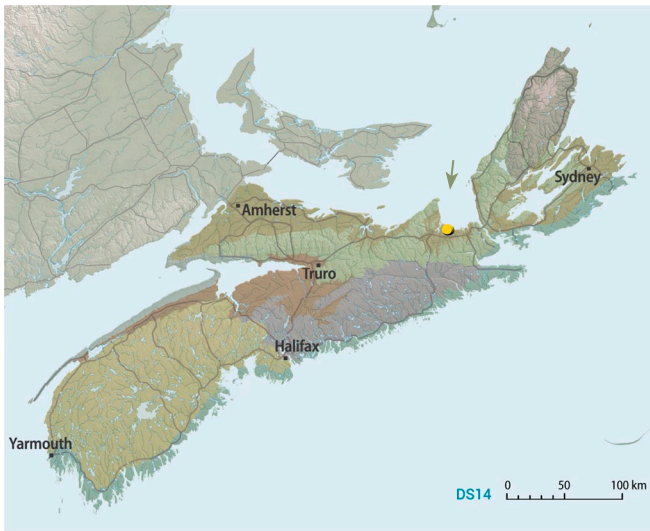 Sydney
Amherst
Truro
Halifax
Yarmouth
DS14
0 50 100 km